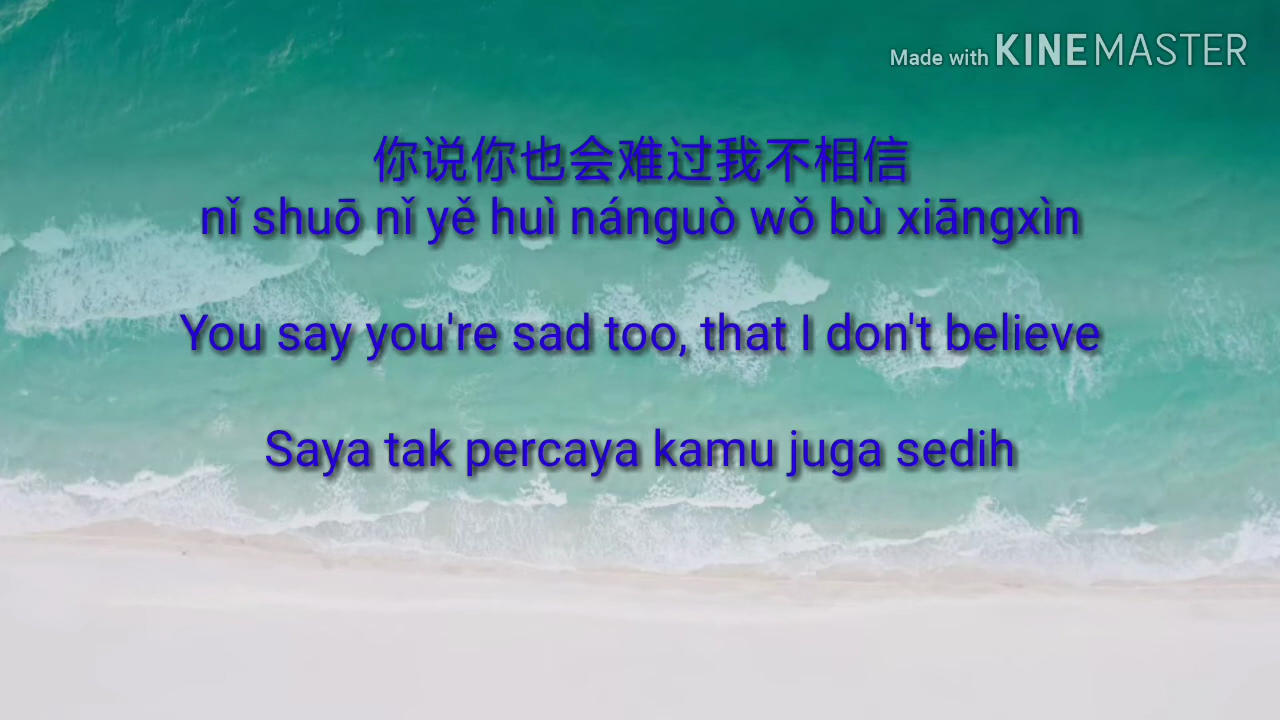 Made with KINEMASTER
你说你也会难过我不相信
nǐ shuō nǐ yě huì nánguò wǒ bù xiāngxìn
You say you're sad too, that I don't believe
Saya tak percaya kamu juga sedih